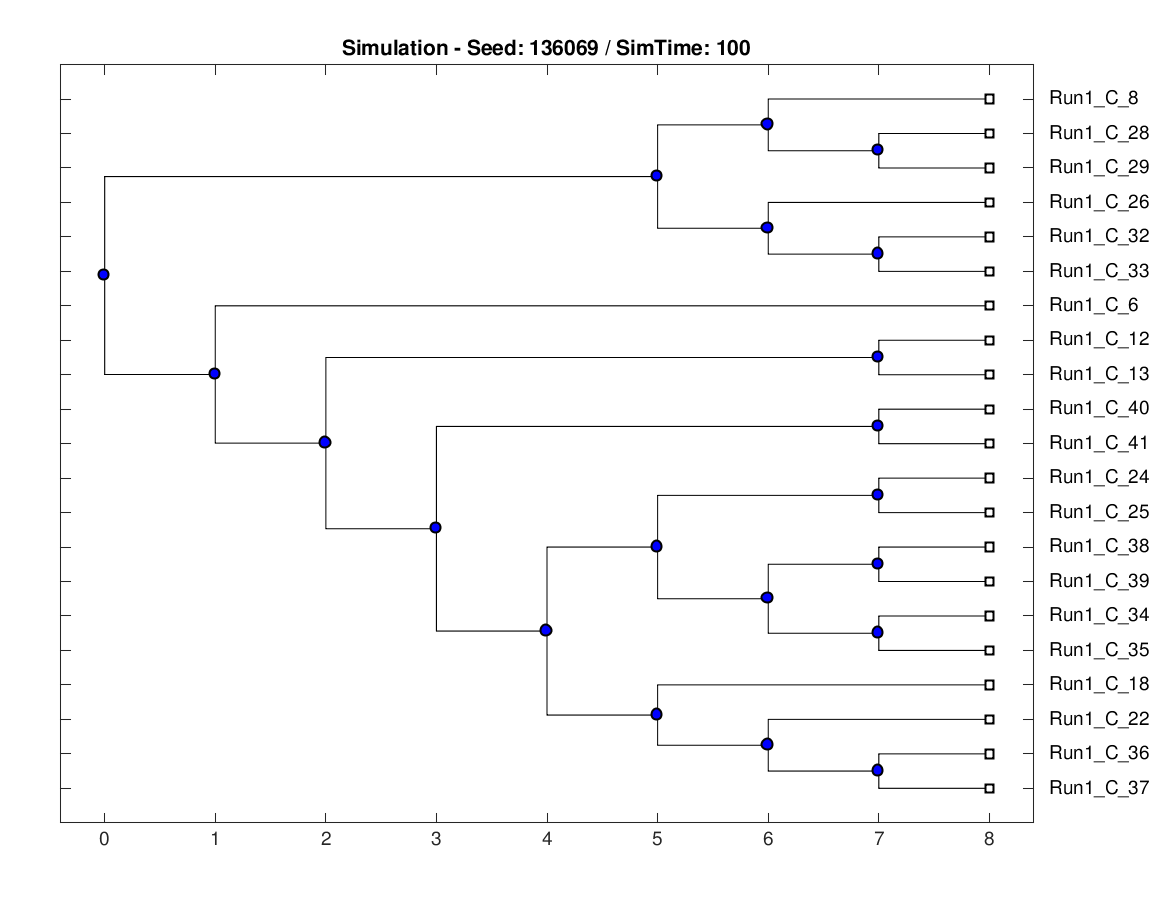 Simulation - Seed: 136069 / SimTime: 100
Run1_C_8
Run1_C_28
Run1_C_29
Run1_C_26
Run1_C_32
Run1_C_33
Run1_C_6
Run1_C_12
Run1_C_13
Run1_C_40
Run1_C_41
Run1_C_24
Run1_C_25
Run1_C_38
Run1_C_39
Run1_C_34
Run1_C_35
Run1_C_18
Run1_C_22
Run1_C_36
Run1_C_37
0 1 2 3 4 5 6 7 8